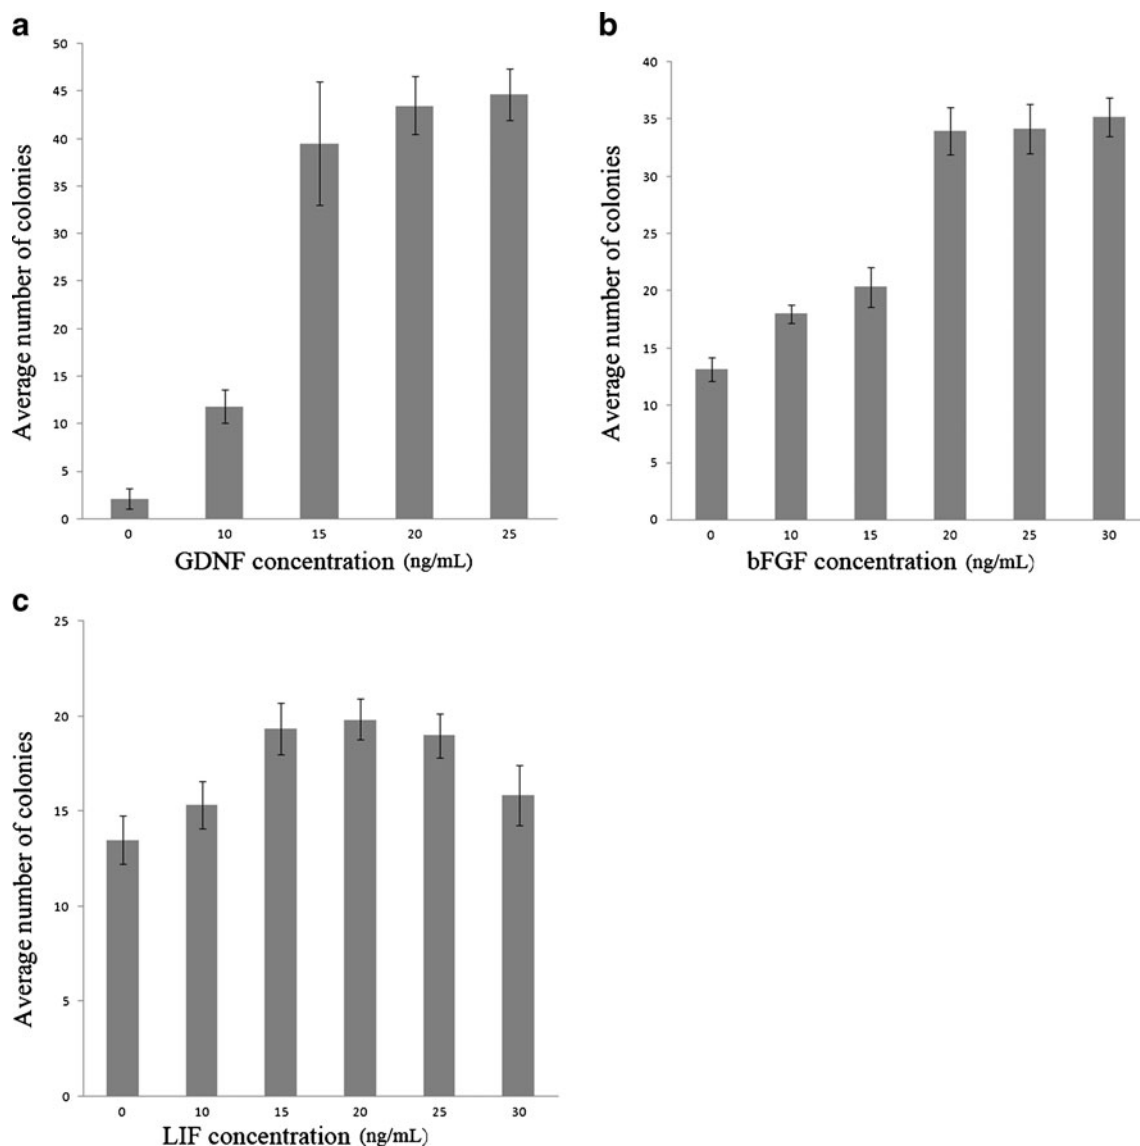 a
50
45
40
35
30
25
20
15
10
5
0
Average number of colonies
0 10 15 20 25
GDNF concentration (ng/mL)
b
40
35
30
25
20
15
10
5
0
Average number of colonies
0 10 15 20 25 30
bFGF concentration (ng/mL)
c
25
20
15
10
5
0
Average number of colonies
0 10 15 20 25 30
LIF concentration (ng/mL)